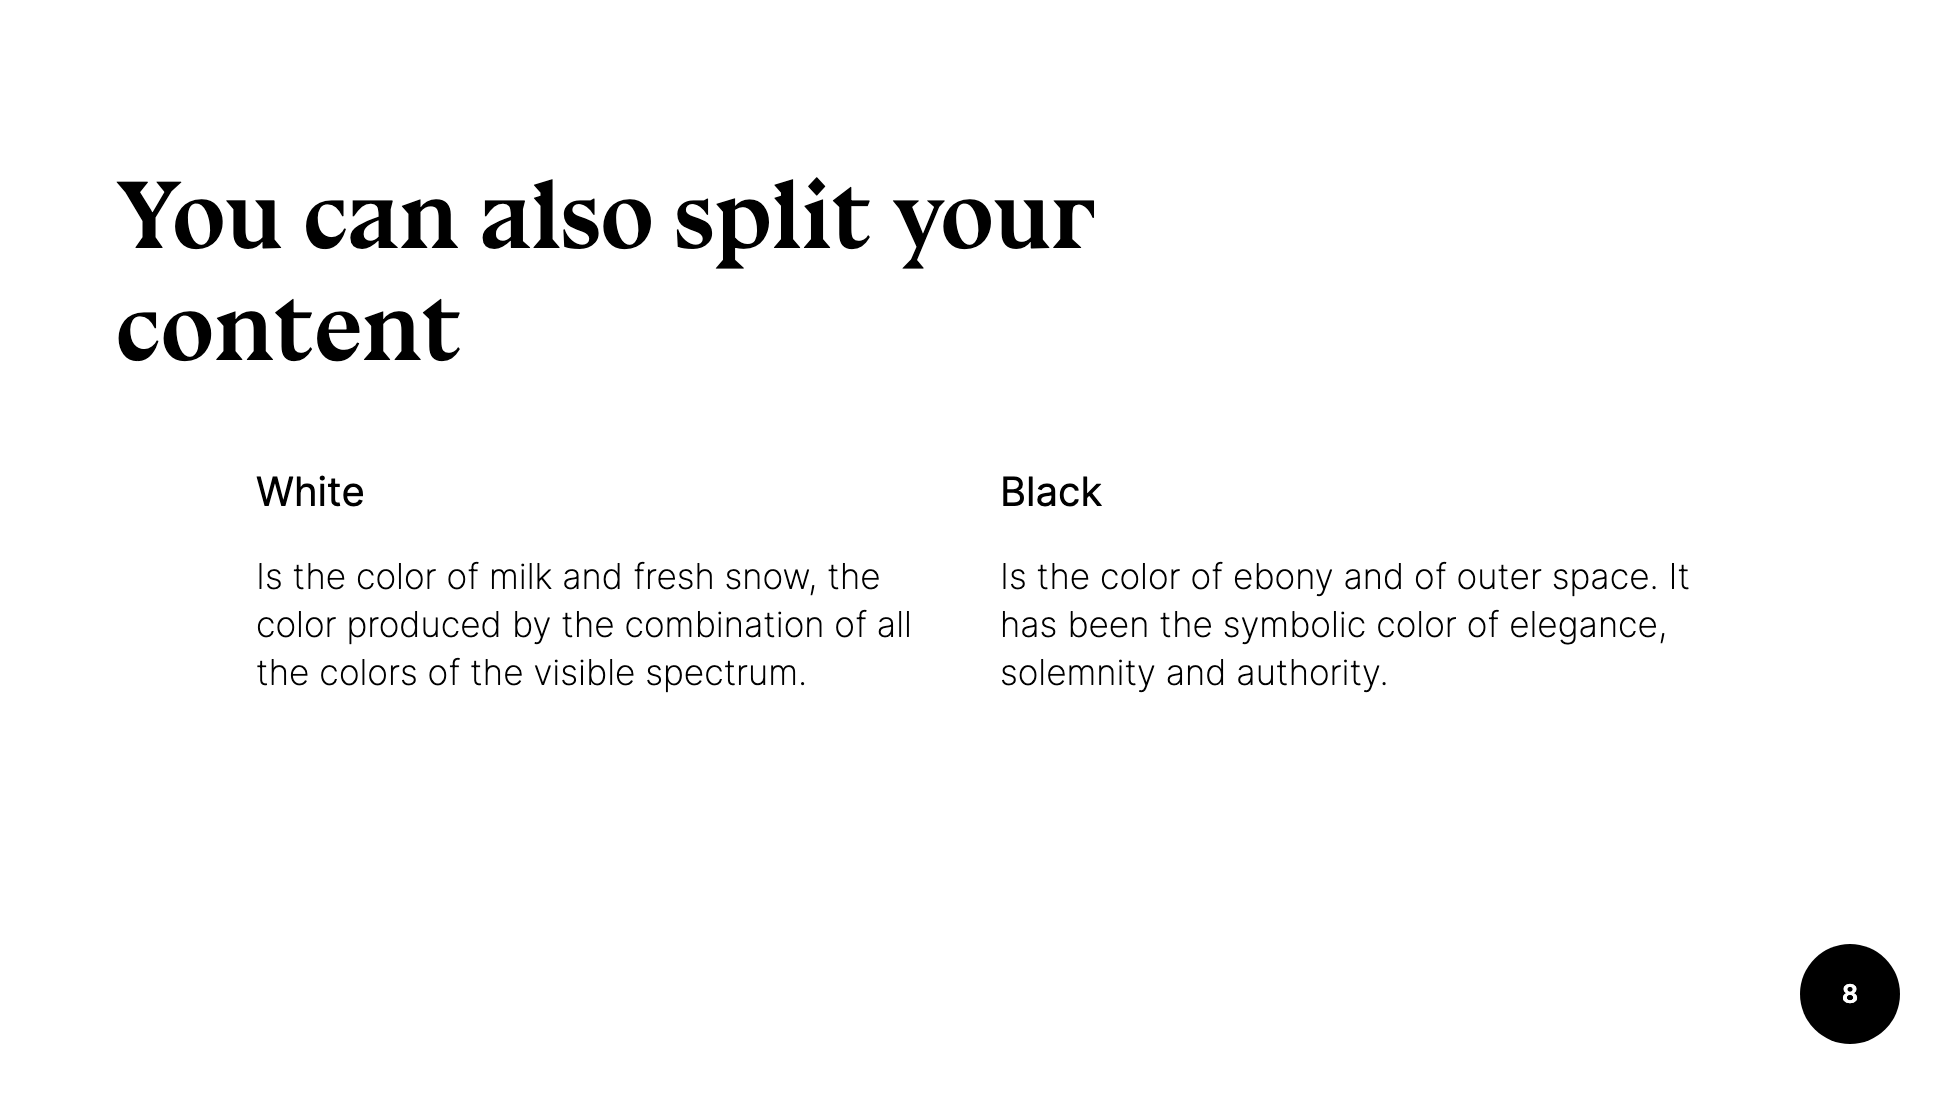 You can also split your
content
White
Is the color of milk and fresh snow, the
color produced by the combination of all
the colors of the visible spectrum.
Black
Is the color of ebony and of outer space. It
has been the symbolic color of elegance,
solemnity and authority.
8